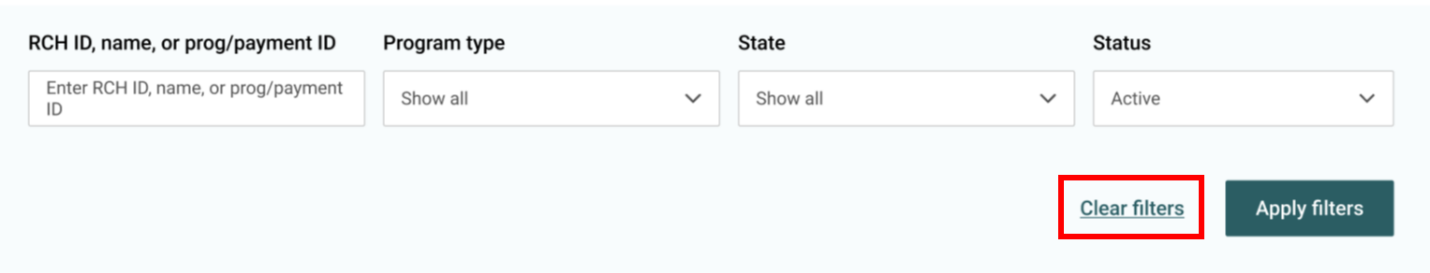 RCH ID, name, or prog/payment ID
Program type
State
Status
Enter RCH ID, name, or prog/payment
ID
Show all
Show all
Active
Clear filters
Apply filters